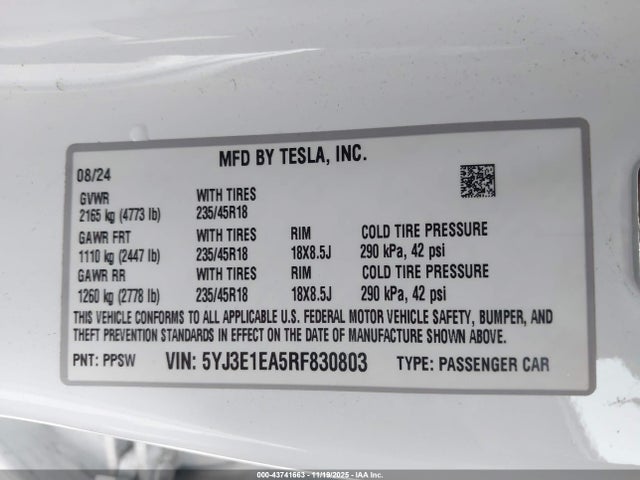 MFD BY TESLA, INC.
08/24
GVWR WITH TIRES
2165 kg (4773 lb) 235/45R18
GAWR FRT WITH TIRES RIM COLD TIRE PRESSURE
1110 kg (2447 lb) 235/45R18 18X8.5J 290 kPa, 42 psi
GAWR RR WITH TIRES RIM COLD TIRE PRESSURE
1260 kg (2778 lb) 235/45R18 18X8.5J 290 kPa, 42 psi
THIS VEHICLE CONFORMS TO ALL APPLICABLE U.S. FEDERAL MOTOR VEHICLE SAFETY, BUMPER, AND
THEFT PREVENTION STANDARDS IN EFFECT ON THE DATE OF MANUFACTURE SHOWN ABOVE.
PNT: PPSW VIN: 5YJ3E1EA5RF830803 TYPE: PASSENGER CAR
000-43741663 - 11/19/2025 - IAAI.COM